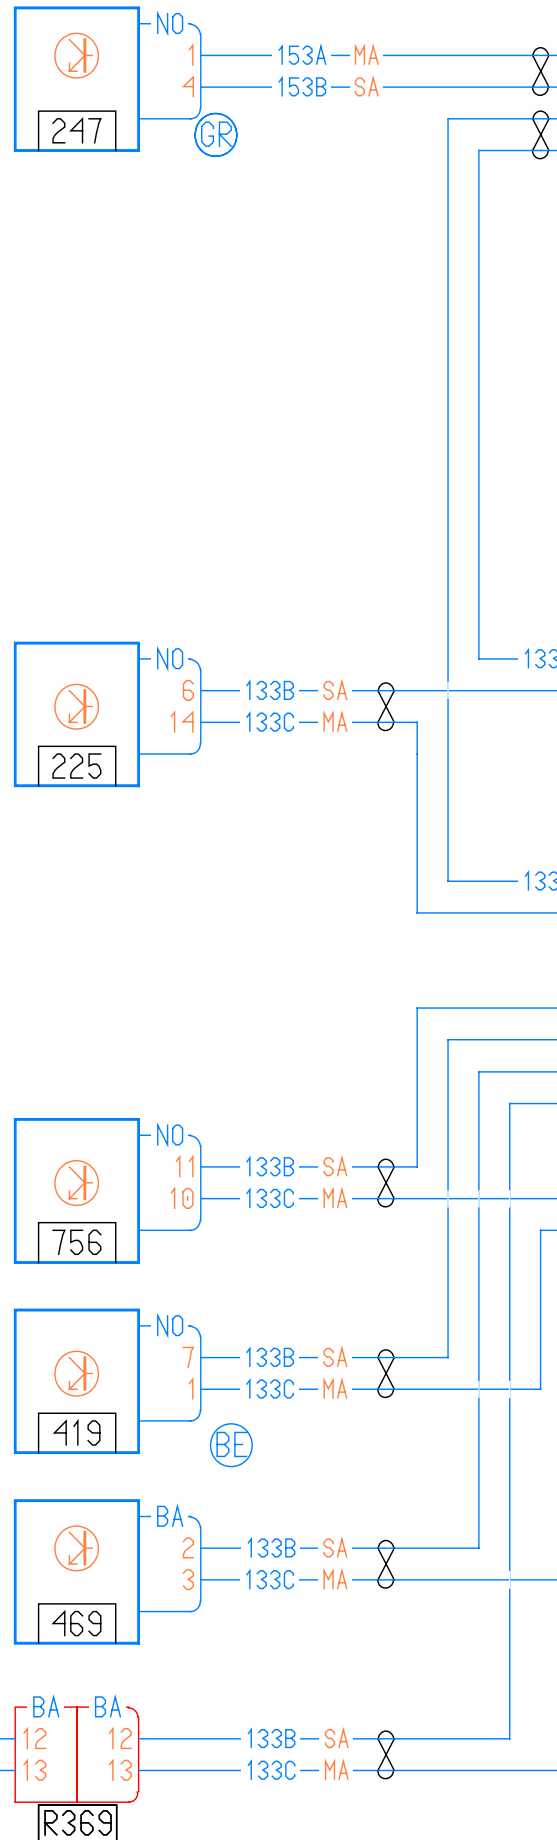 NO
1 153A MA
4 153B SA
247
GR
133
NO
6 133B SA
14 133C MA
225
133
NO
11 133B SA
10 133C MA
756
NO
7 133B SA
1 133C MA
419
BE
BA
2 133B SA
3 133C MA
469
BA BA
12 12 133B SA
13 13 133C MA
R369